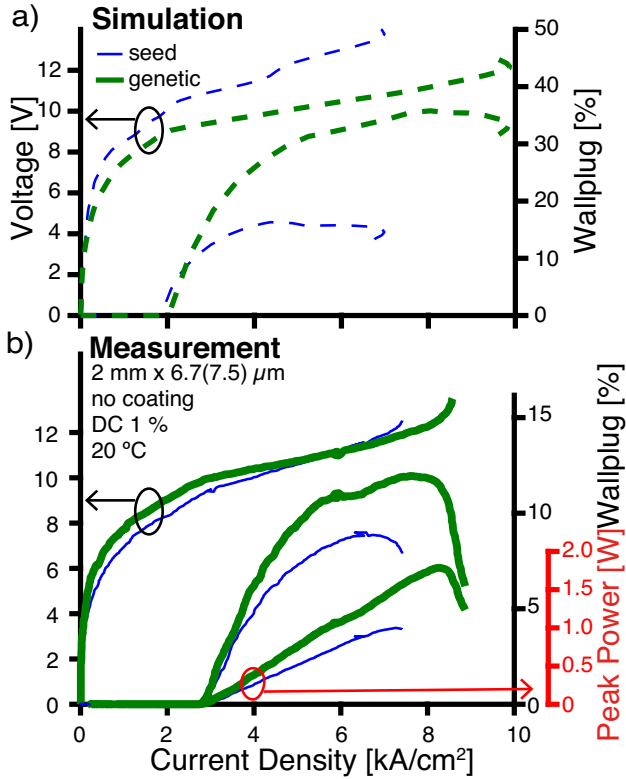 a)
Simulation
seed
genetic
Voltage [V]
12
10
8
6
4
2
0
Wallplug [%]
50
40
30
20
10
0
0 2 4 6 8 10
b)
Measurement
2 mm x 6.7(7.5) µm
no coating
DC 1 %
20 ºC
12
10
8
6
4
2
0
Wallplug [%]
15
10
5
0
Peak Power [W]
2.0
1.5
1.0
0.5
0
0 2 4 6 8 10
Current Density [kA/cm²]